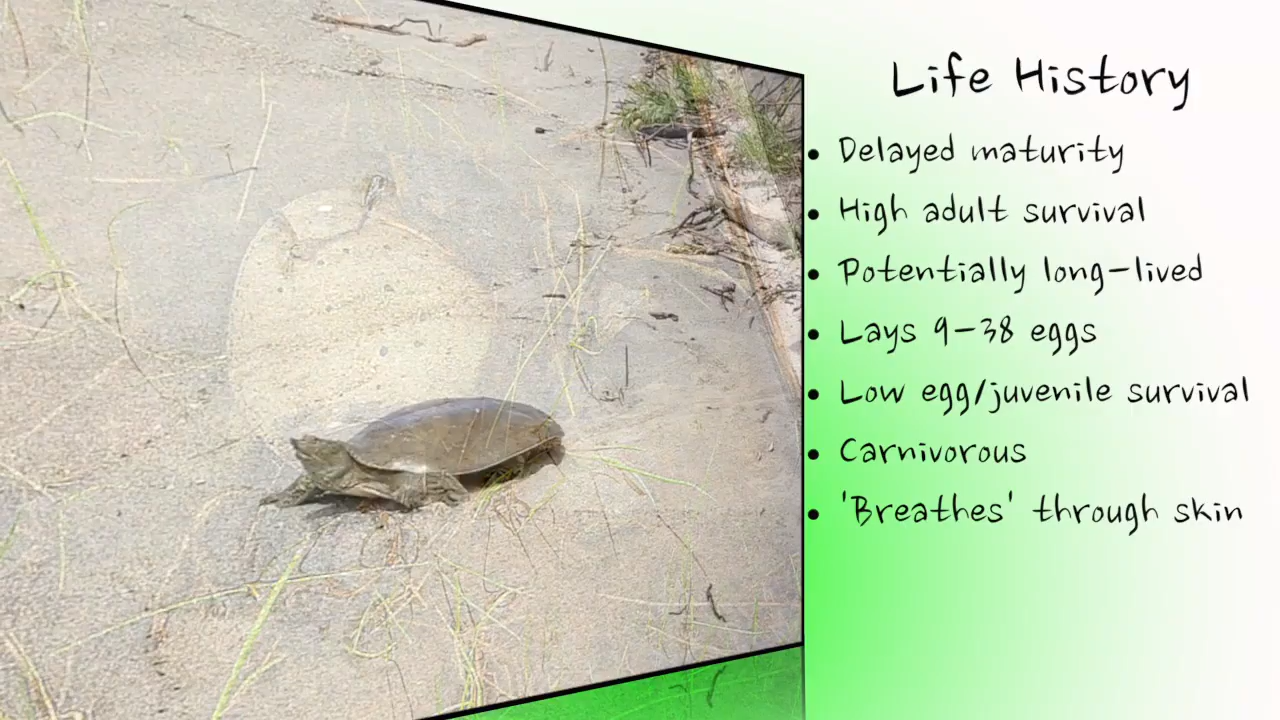 Life History
• Delayed maturity
• High adult survival
• Potentially long-lived
• Lays 9-38 eggs
• Low egg/juvenile survival
• Carnivorous
• 'Breathes' through skin